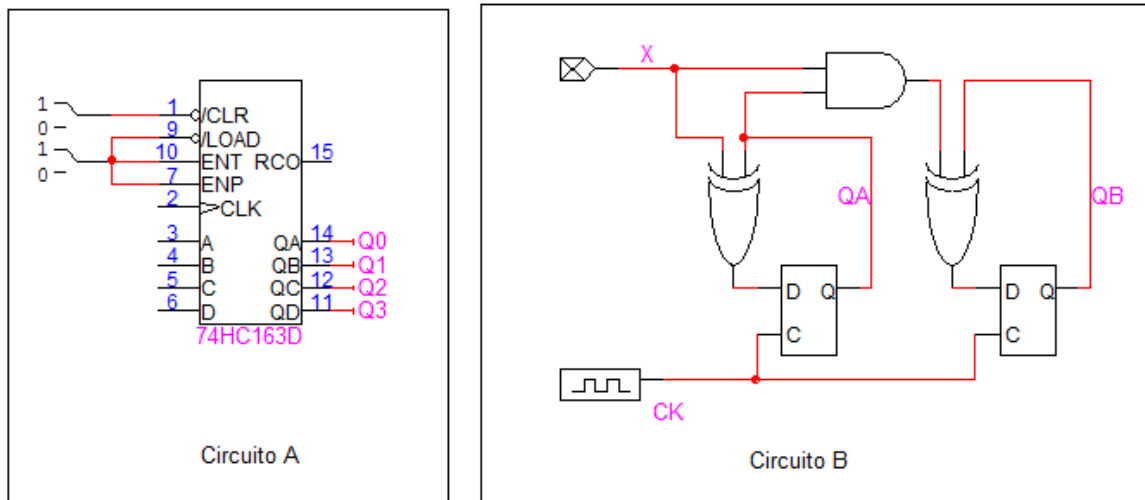 1
0
1
0
1 /CLR
9 /LOAD
10 ENT RCO 15
7 ENP
2 CLK
3 A QA 14 Q0
4 B QB 13 Q1
5 C QC 12 Q2
6 D QD 11 Q3
74HC163D
Circuito A
X
QA
QB
D Q
C
D Q
C
CK
Circuito B